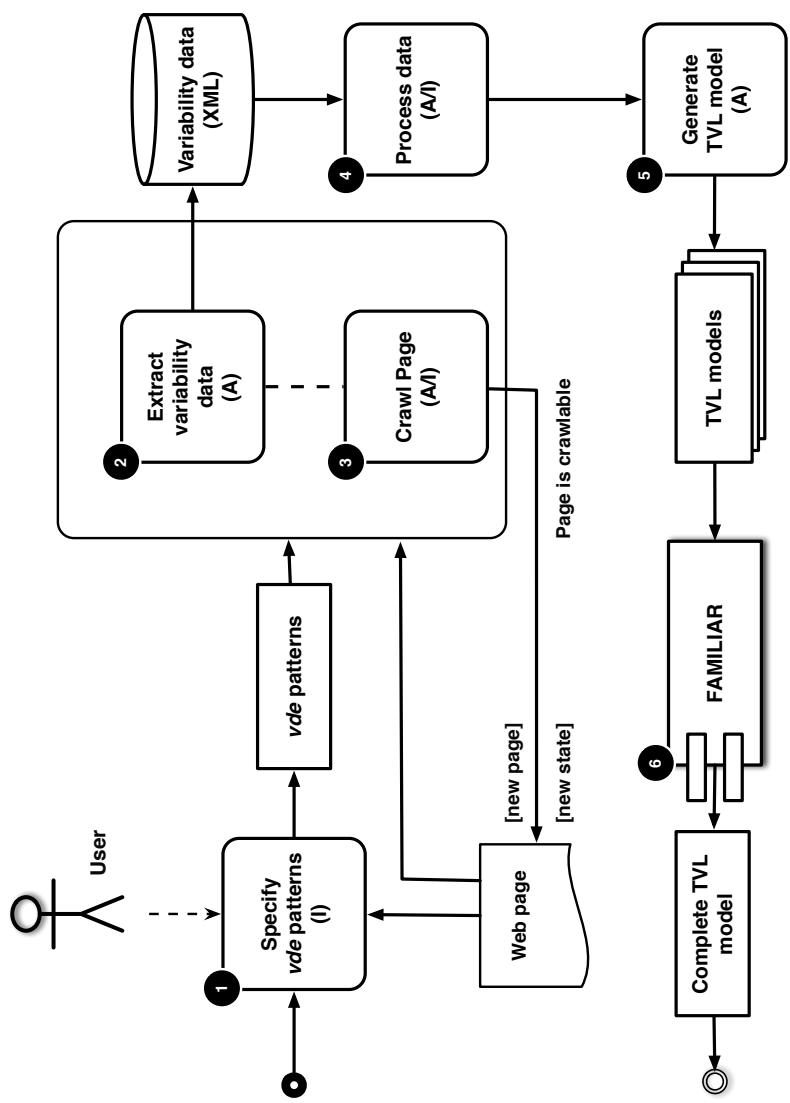 User
1
Specify
vde patterns
(I)
vde patterns
2
Extract
variability
data
(A)
3
Crawl Page
(A/I)
Variability data
(XML)
4
Process data
(A/I)
Web page
[new page]
[new state]
Page is crawlable
5
Generate
TVL model
(A)
TVL models
6
FAMILIAR
Complete TVL
model